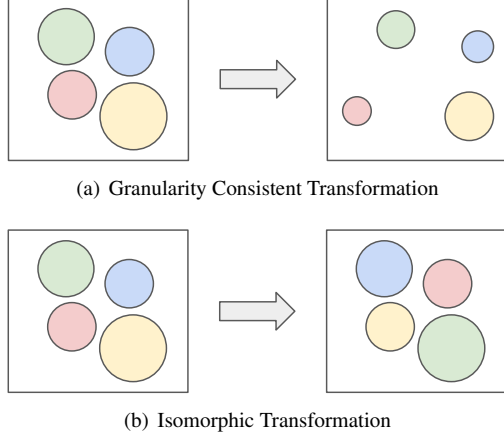 (a) Granularity Consistent Transformation
(b) Isomorphic Transformation